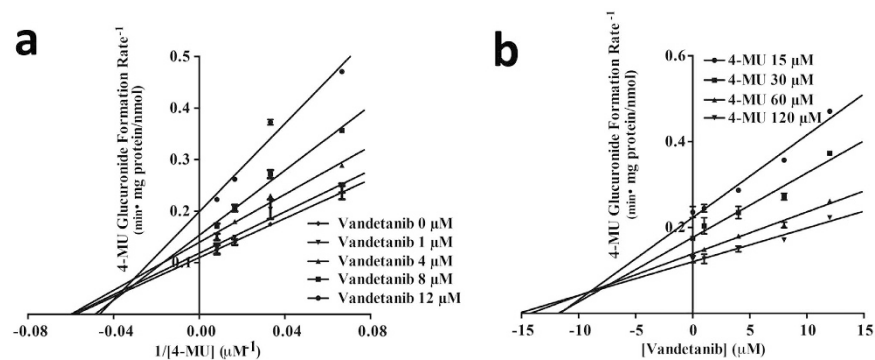 a
4-MU Glucuronide Formation Rate-1
(min• mg protein/nmol)
0.5
0.4
0.3
0.2
0.1
Vandetanib 0 µM
Vandetanib 1 µM
Vandetanib 4 µM
Vandetanib 8 µM
Vandetanib 12 µM
-0.08
-0.04
0.00
0.04
0.08
1/[4-MU] (µM-1)
b
4-MU Glucuronide Formation Rate-1
(min• mg protein/nmol)
0.6
0.4
0.2
4-MU 15 µM
4-MU 30 µM
4-MU 60 µM
4-MU 120 µM
-15
-10
-5
0
5
10
15
[Vandetanib] (µM)